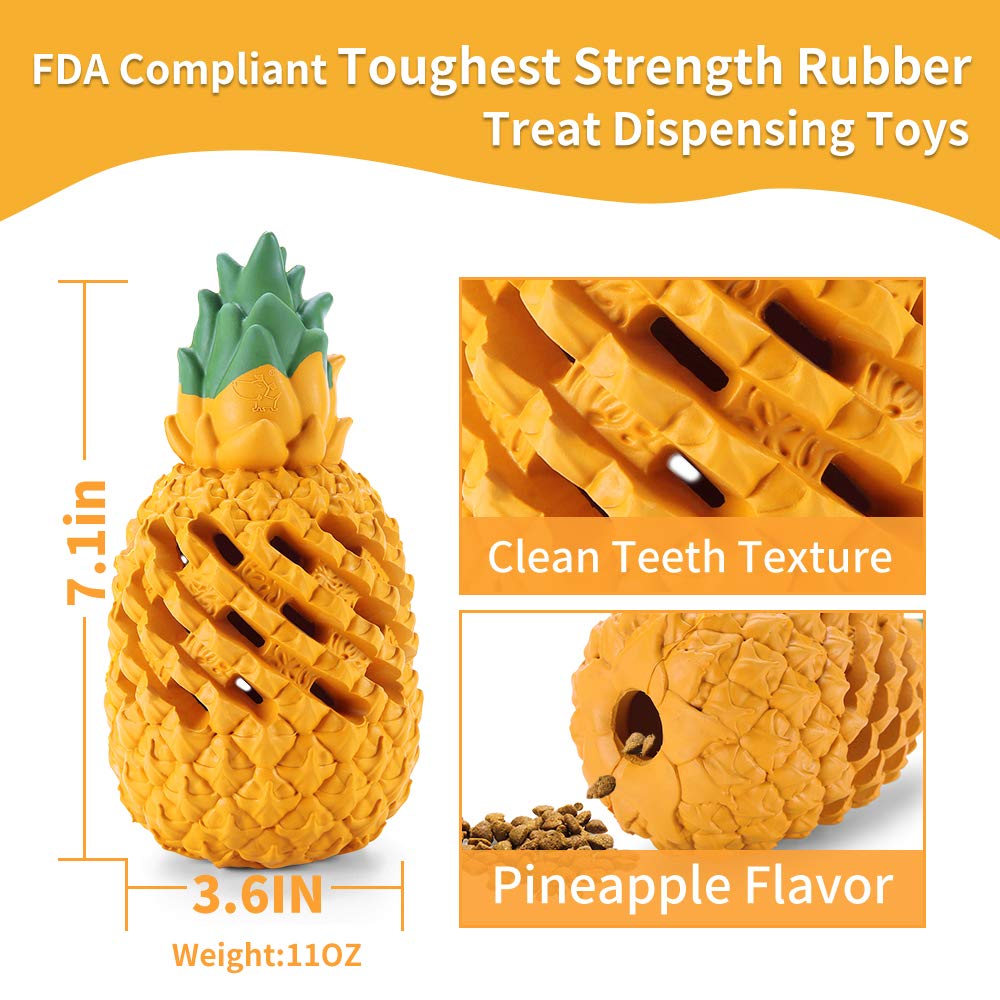 FDA Compliant Toughest Strength Rubber
Treat Dispensing Toys
7.1in
3.6IN
Weight:11OZ
Clean Teeth Texture
Pineapple Flavor